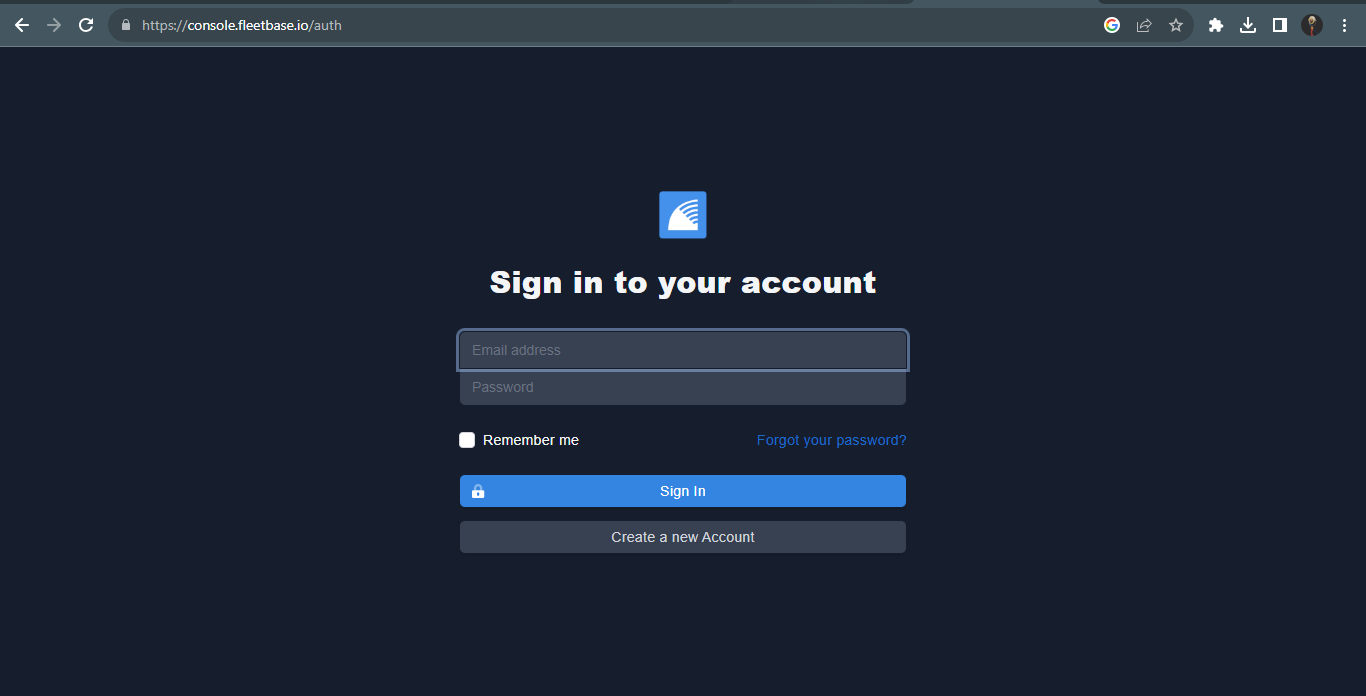 https://console.fleetbase.io/auth
Sign in to your account
Email address
Password
Remember me
Forgot your password?
Sign In
Create a new Account